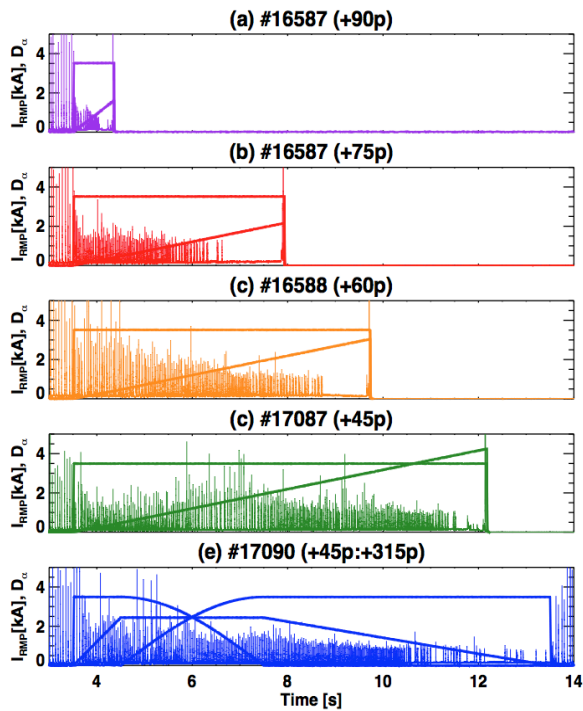 (a) #16587 (+90p)
I_RMP[kA], D_α
4
2
0
(b) #16587 (+75p)
I_RMP[kA], D_α
4
2
0
(c) #16588 (+60p)
I_RMP[kA], D_α
4
2
0
(c) #17087 (+45p)
I_RMP[kA], D_α
4
2
0
(e) #17090 (+45p:+315p)
I_RMP[kA], D_α
4
2
0
4 6 8 10 12 14
Time [s]